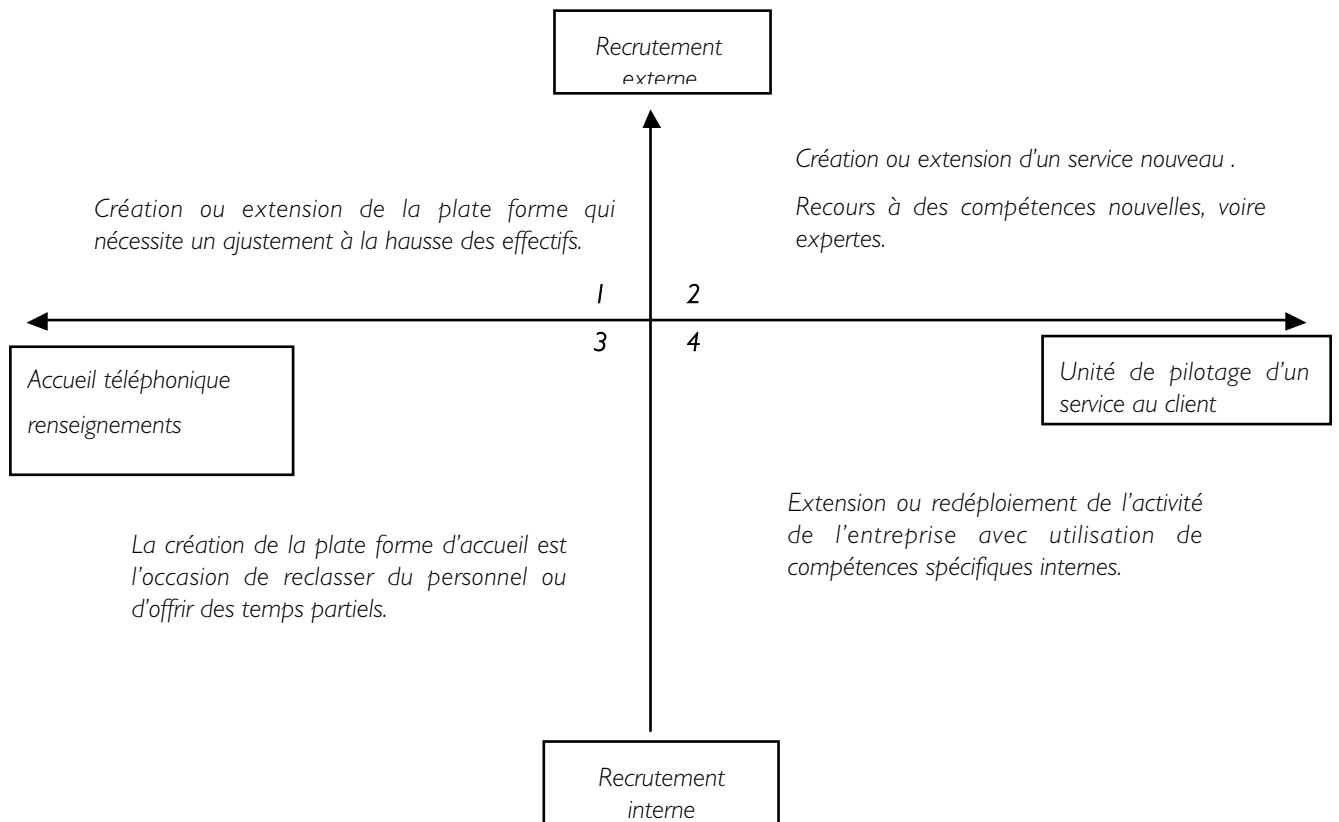 Recrutement
externe
Création ou extension d'un service nouveau .
Recours à des compétences nouvelles, voire
expertes.
Création ou extension de la plate forme qui
nécessite un ajustement à la hausse des effectifs.
1 2
3 4
Accueil téléphonique
renseignements
Unité de pilotage d'un
service au client
La création de la plate forme d'accueil est
l'occasion de reclasser du personnel ou
d'offrir des temps partiels.
Extension ou redéploiement de l'activité
de l'entreprise avec utilisation de
compétences spécifiques internes.
Recrutement
interne